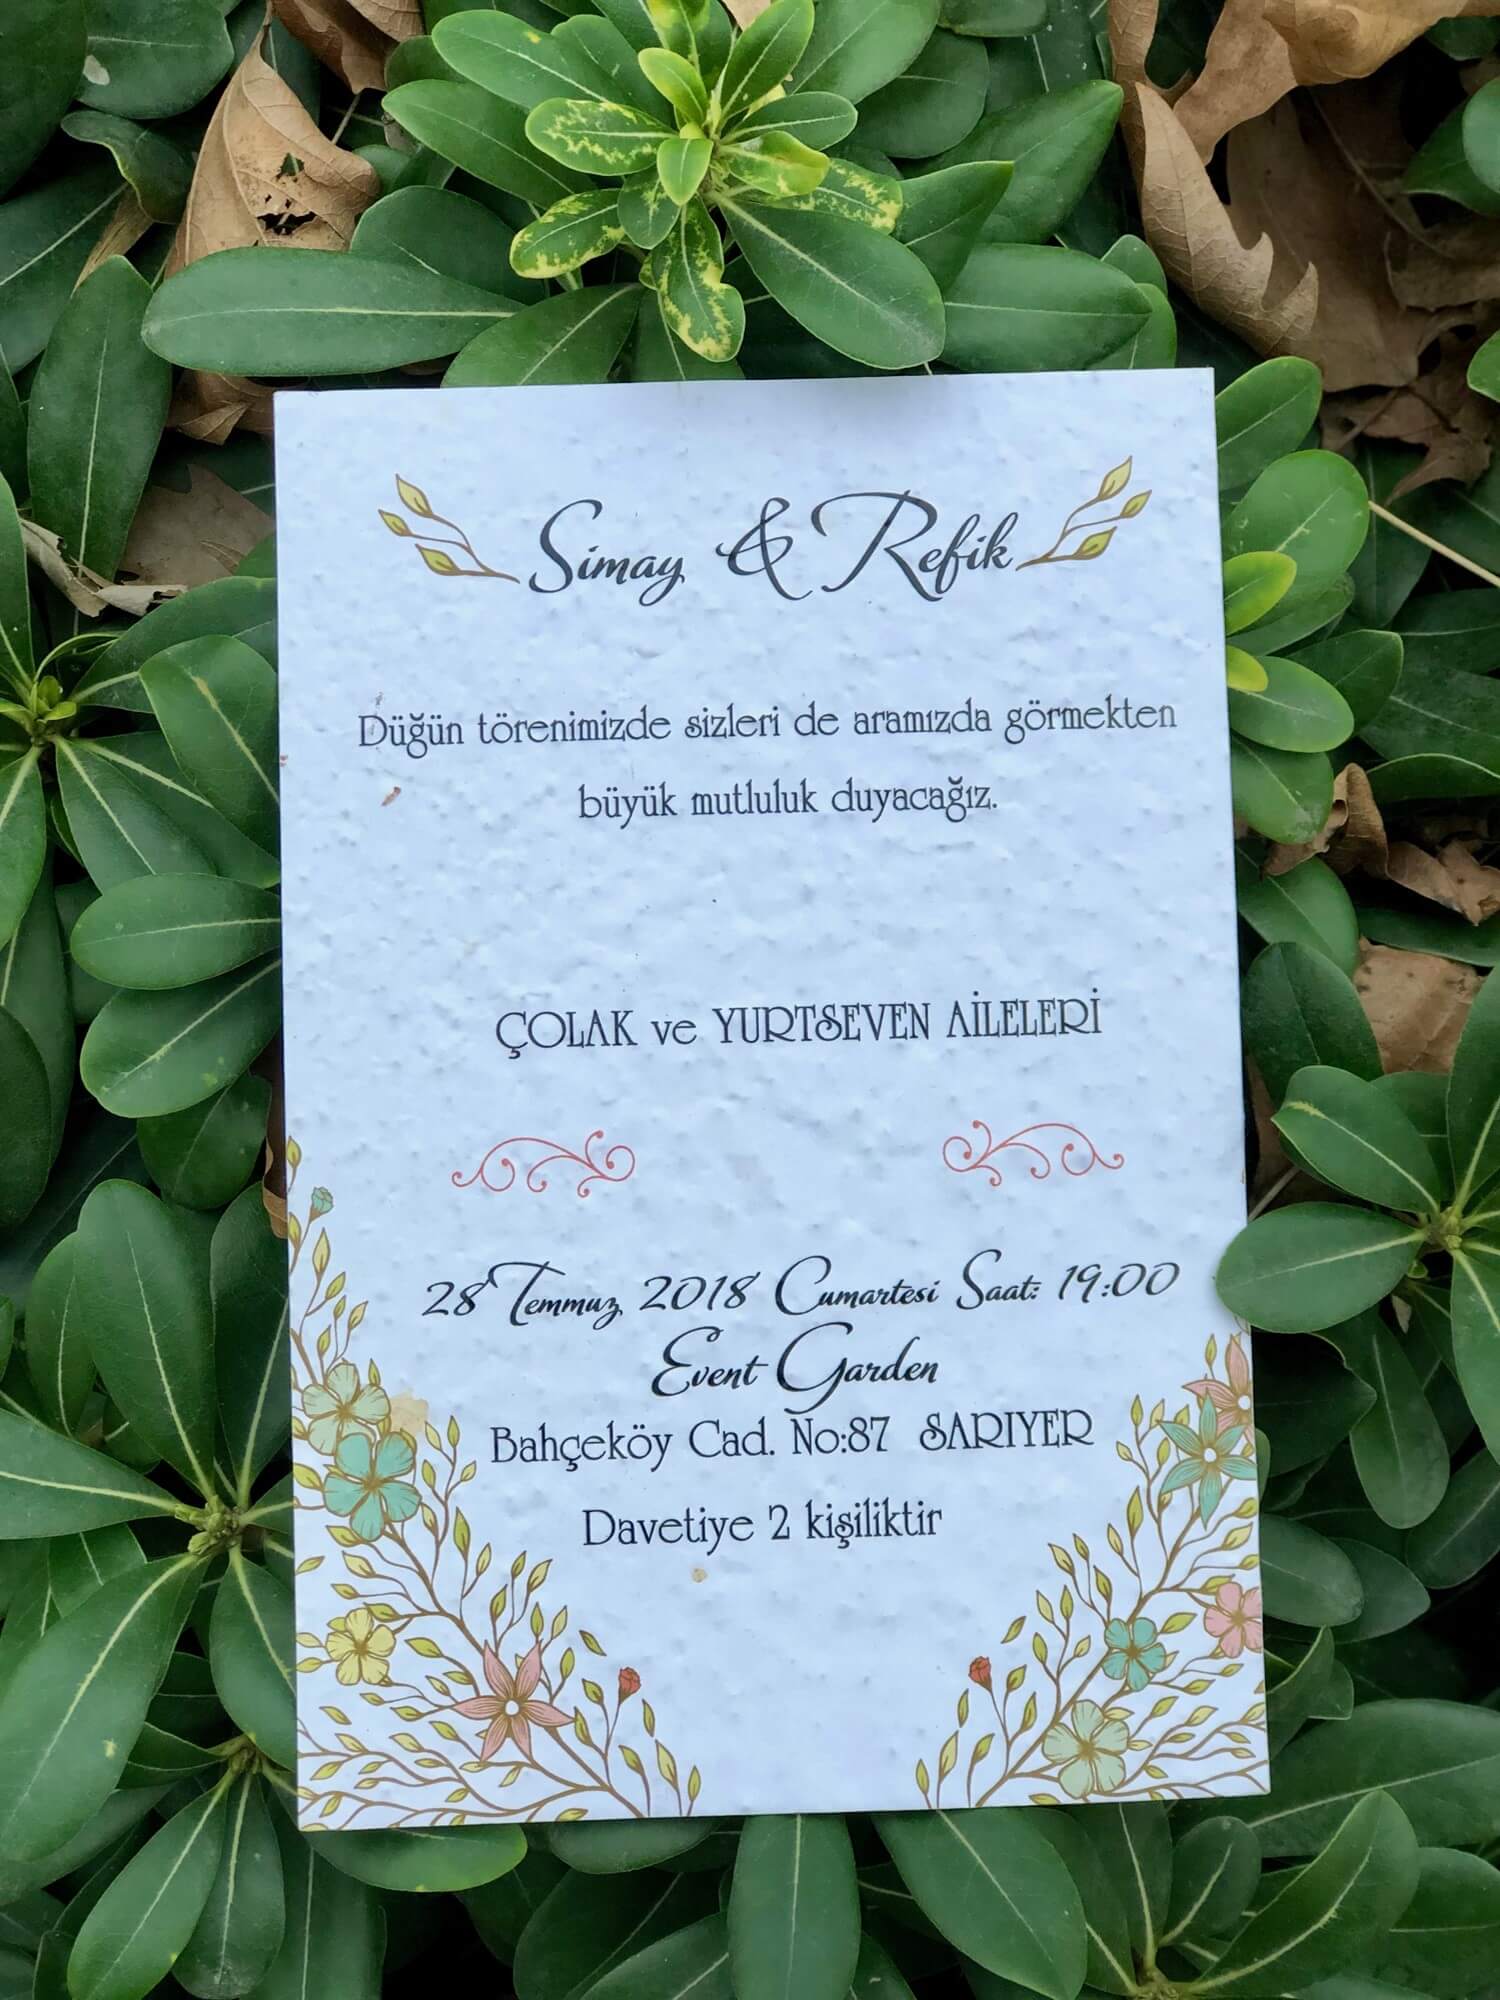 Simay & Refik
Düğün törenimizde sizleri de aramızda görmekten
büyük mutluluk duyacağız.
ÇOLAK ve YURTSEVEN AİLELERİ
28 Temmuz 2018 Cumartesi Saat: 19:00
Event Garden
Bahçeköy Cad. No:87 SARIYER
Davetiye 2 kişiliktir